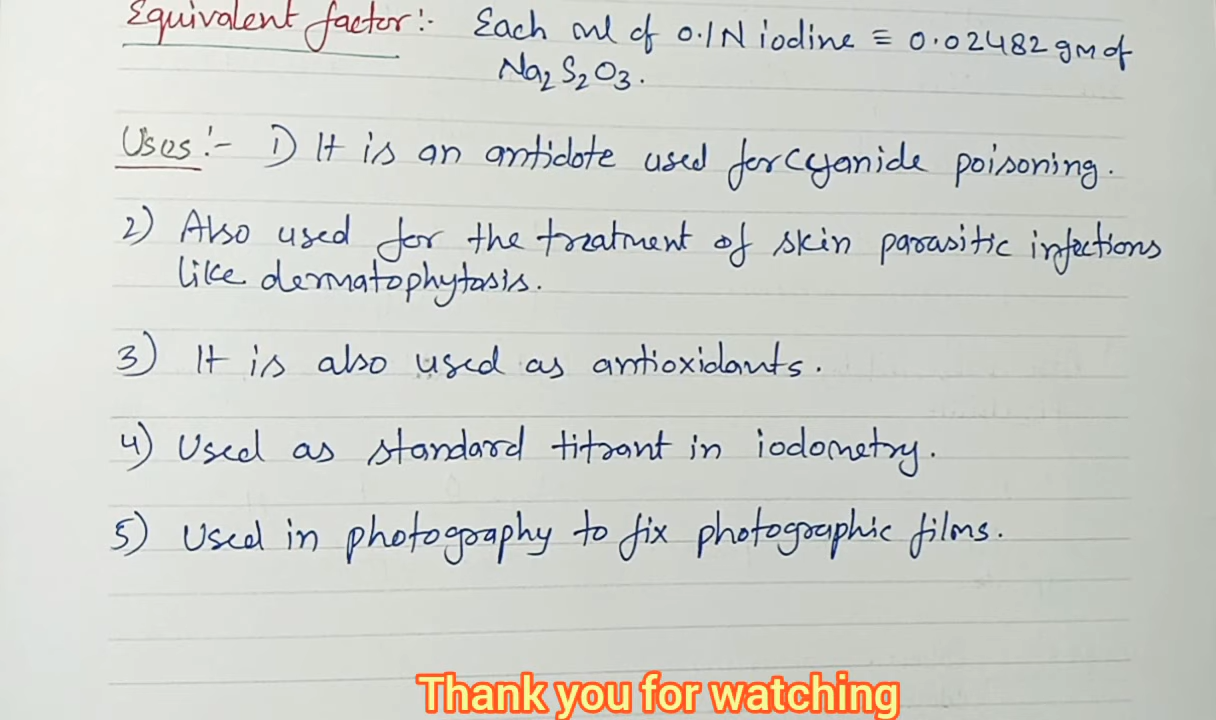 Equivalent factor:- Each ml of 0.1N iodine ≡ 0.02482 gm of
Na₂S₂O₃.
Uses:- 1) It is an antidote used for cyanide poisoning.
2) Also used for the treatment of skin parasitic infections
like dermatophytosis.
3) It is also used as antioxidants.
4) Used as standard titrant in iodometry.
5) Used in photography to fix photographic films.
Thank you for watching